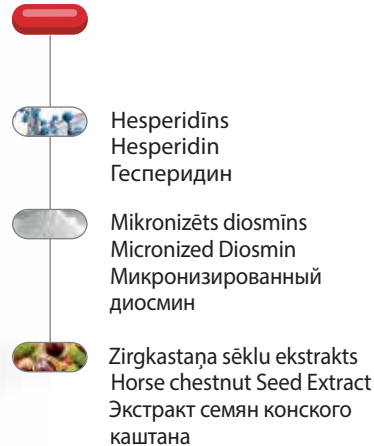 Hesperidīns
Hesperidin
Гесперидин
Mikronizēts diosmīns
Micronized Diosmin
Микронизированный
диосмин
Zirgkastaņa sēklu ekstrakts
Horse chestnut Seed Extract
Экстракт семян конского
каштана